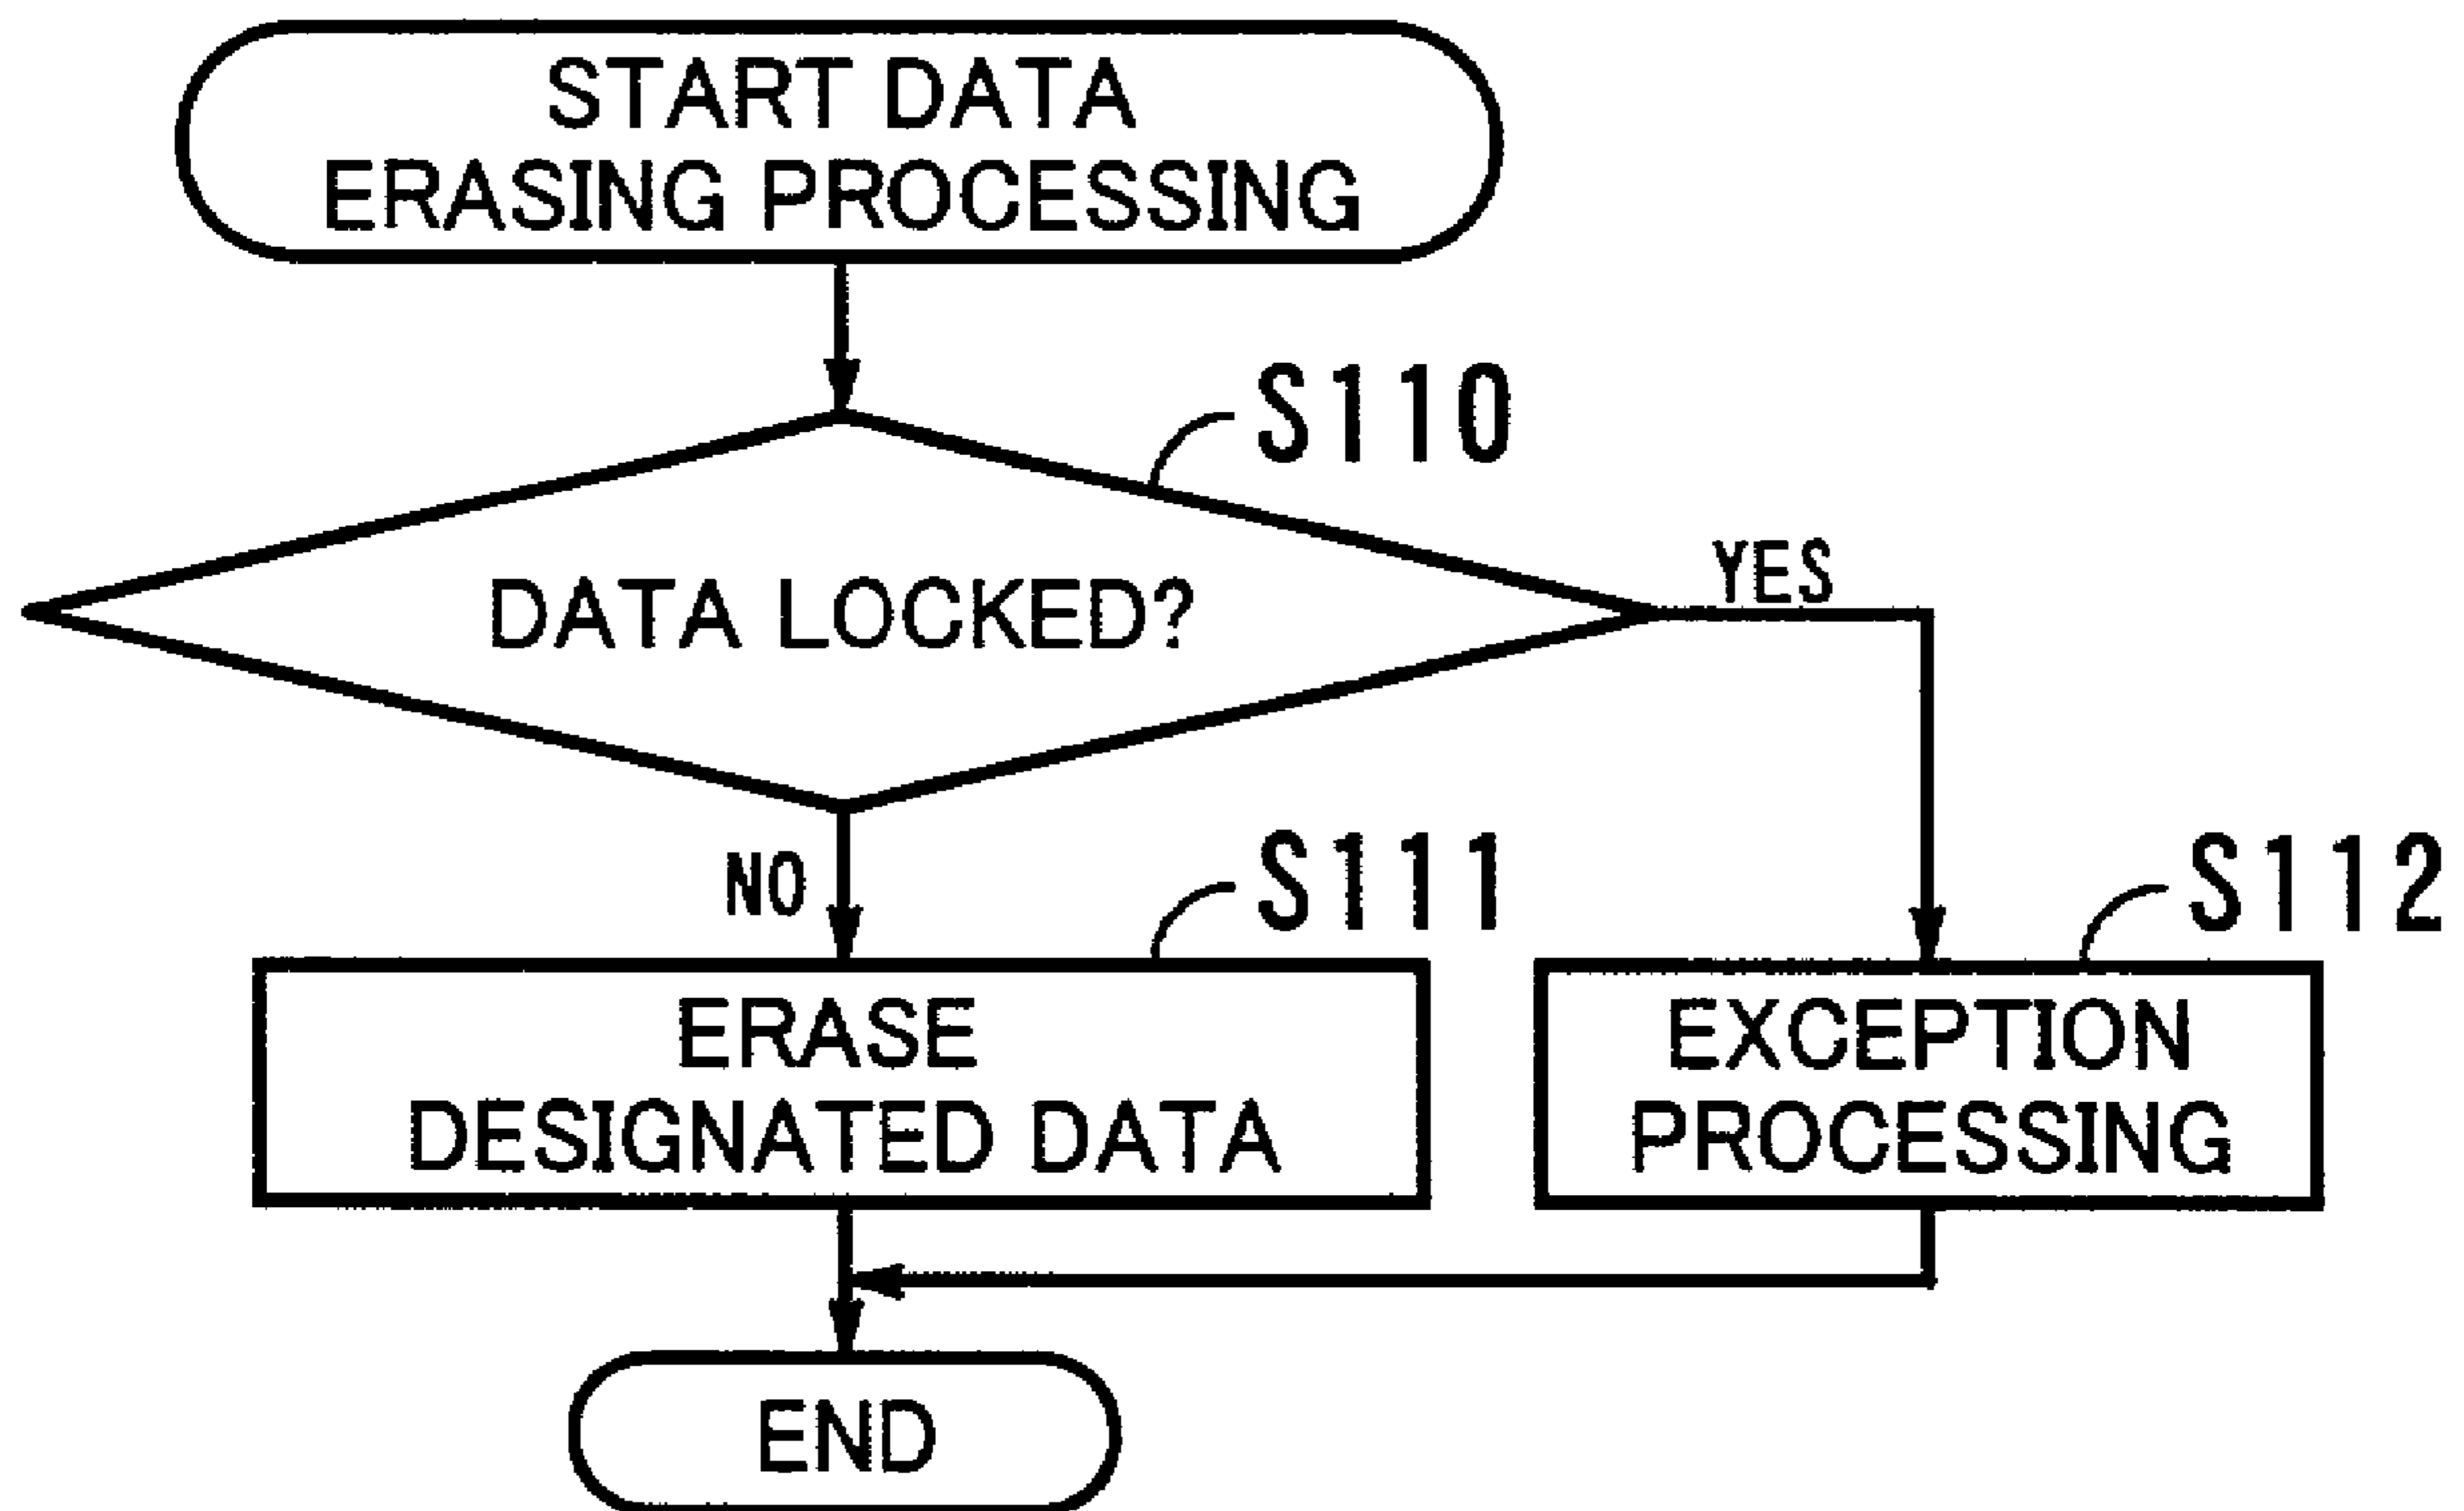 START DATA
ERASING PROCESSING
S110
DATA LOCKED?
YES
NO
S111
S112
ERASE
DESIGNATED DATA
EXCEPTION
PROCESSING
END